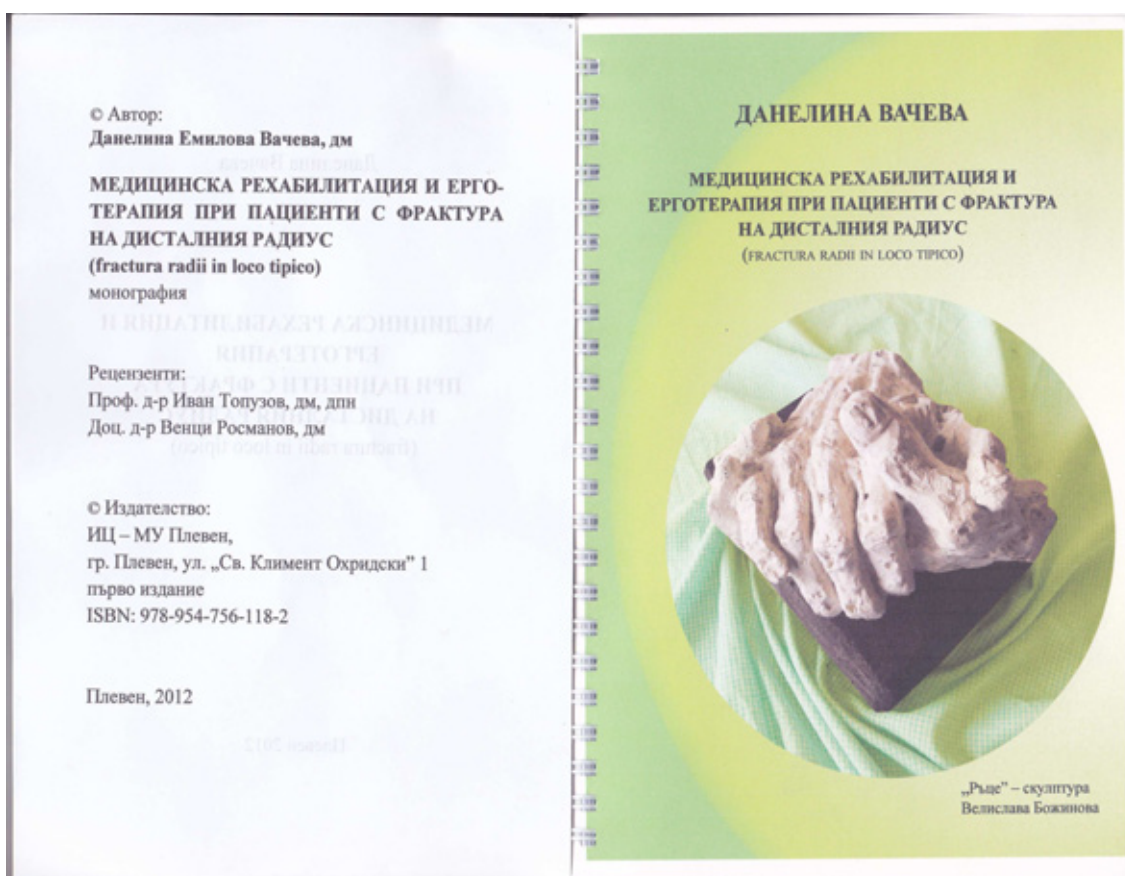 © Автор:
Данелина Емилова Вачева, дм
МЕДИЦИНСКА РЕХАБИЛИТАЦИЯ И ЕРГО-
ТЕРАПИЯ ПРИ ПАЦИЕНТИ С ФРАКТУРА
НА ДИСТАЛНИЯ РАДИУС
(fractura radii in loco tipico)
монография
Рецензенти:
Проф. д-р Иван Топузов, дм, дпн
Доц. д-р Венци Росманов, дм
© Издателство:
ИЦ – МУ Плевен,
гр. Плевен, ул. „Св. Климент Охридски” 1
първо издание
ISBN: 978-954-756-118-2
Плевен, 2012
ДАНЕЛИНА ВАЧЕВА
МЕДИЦИНСКА РЕХАБИЛИТАЦИЯ И
ЕРГОТЕРАПИЯ ПРИ ПАЦИЕНТИ С ФРАКТУРА
НА ДИСТАЛНИЯ РАДИУС
(FRACTURA RADII IN LOCO TIPICO)
„Ръце” – скулптура
Велислава Божинова